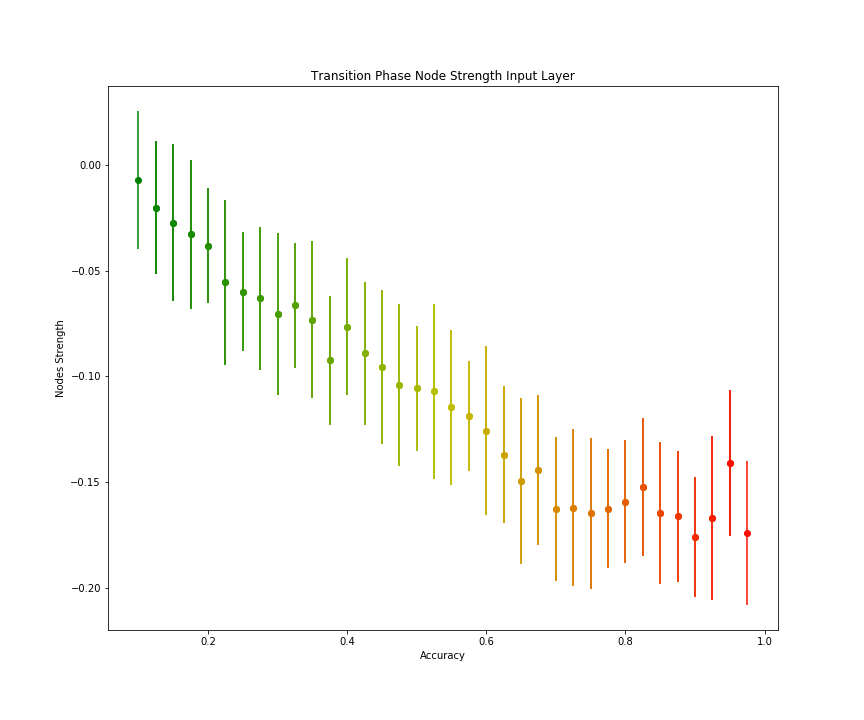 Transition Phase Node Strength Input Layer
0.00
−0.05
−0.10
−0.15
−0.20
Nodes Strength
0.2 0.4 0.6 0.8 1.0
Accuracy